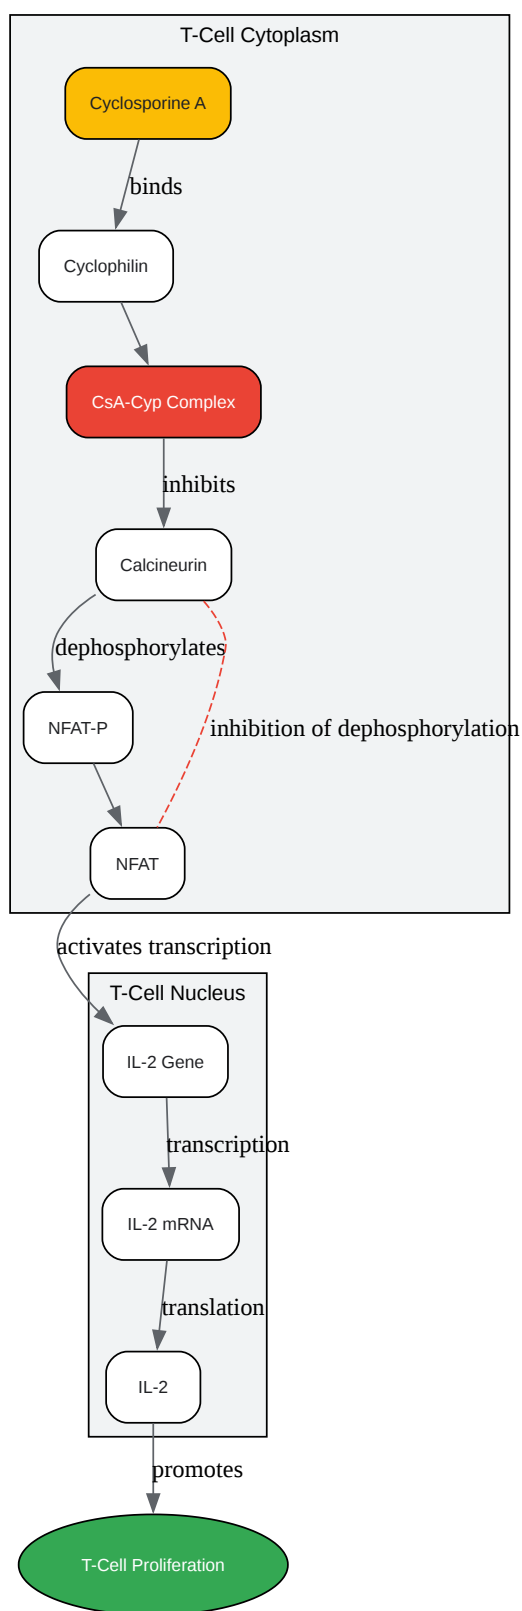 T-Cell Cytoplasm
Cyclosporine A
binds
Cyclophilin
CsA-Cyp Complex
inhibits
Calcineurin
dephosphorylates
NFAT-P
inhibition of dephosphorylation
NFAT
activates transcription
T-Cell Nucleus
IL-2 Gene
transcription
IL-2 mRNA
translation
IL-2
promotes
T-Cell Proliferation